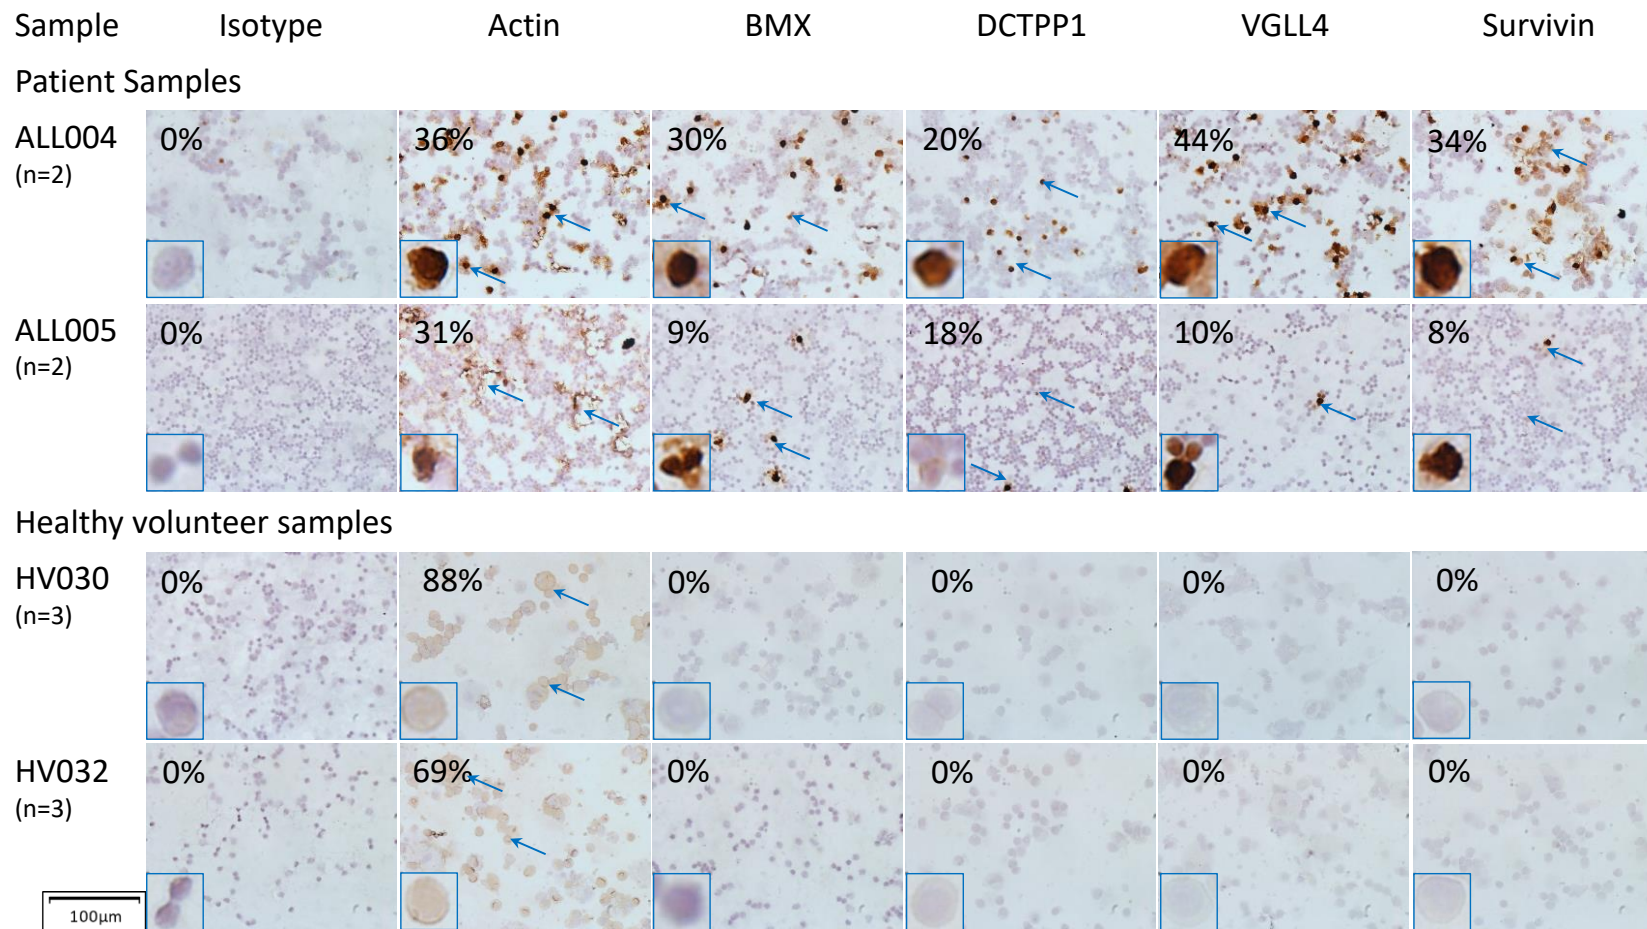 Sample Isotype Actin BMX DCTPP1 VGLL4 Survivin
Patient Samples
ALL004 0% 36% 30% 20% 44% 34%
(n=2)
ALL005 0% 31% 9% 18% 10% 8%
(n=2)
Healthy volunteer samples
HV030 0% 88% 0% 0% 0% 0%
(n=3)
HV032 0% 69% 0% 0% 0% 0%
(n=3)
100μm